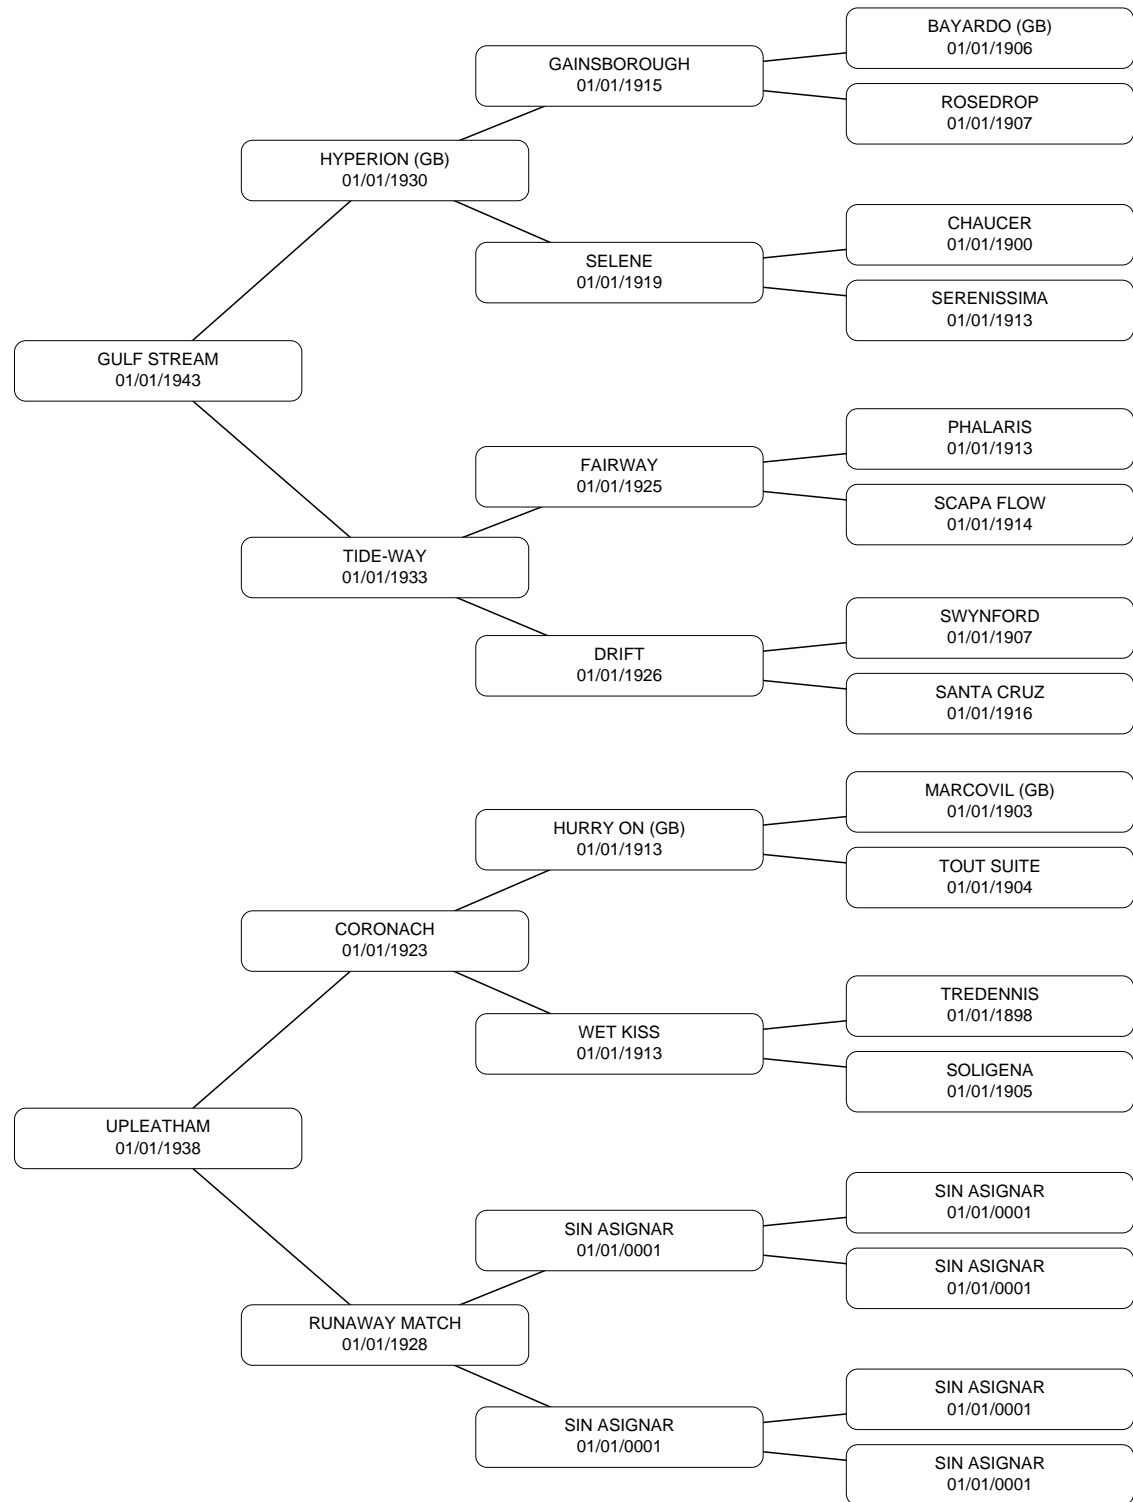 BAYARDO (GB)
01/01/1906
GAINSBOROUGH
01/01/1915
ROSEDROP
01/01/1907
HYPERION (GB)
01/01/1930
CHAUCER
01/01/1900
SELENE
01/01/1919
SERENISSIMA
01/01/1913
GULF STREAM
01/01/1943
PHALARIS
01/01/1913
FAIRWAY
01/01/1925
SCAPA FLOW
01/01/1914
TIDE-WAY
01/01/1933
SWYNFORD
01/01/1907
DRIFT
01/01/1926
SANTA CRUZ
01/01/1916
MARCOVIL (GB)
01/01/1903
HURRY ON (GB)
01/01/1913
TOUT SUITE
01/01/1904
CORONACH
01/01/1923
TREDENNIS
01/01/1898
WET KISS
01/01/1913
SOLIGENA
01/01/1905
UPLEATHAM
01/01/1938
SIN ASIGNAR
01/01/0001
SIN ASIGNAR
01/01/0001
SIN ASIGNAR
01/01/0001
RUNAWAY MATCH
01/01/1928
SIN ASIGNAR
01/01/0001
SIN ASIGNAR
01/01/0001
SIN ASIGNAR
01/01/0001